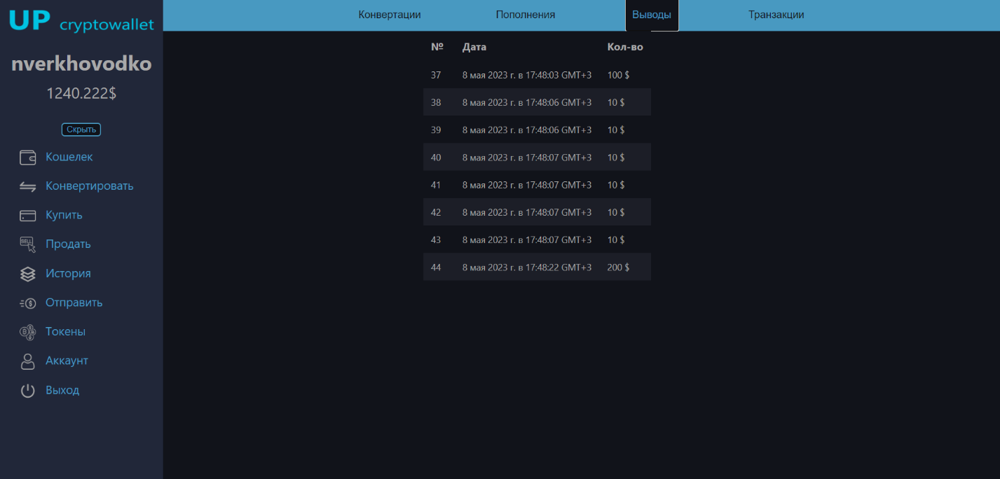 UP cryptowallet
nverkhovodko
1240.222$
Скрыть
Кошелек
Конвертировать
Купить
SELL
Продать
История
Отправить
Токены
Аккаунт
Выход
Конвертации Пополнения Выводы Транзакции
№ Дата Кол-во
37 8 мая 2023 г. в 17:48:03 GMT+3 100 $
38 8 мая 2023 г. в 17:48:06 GMT+3 10 $
39 8 мая 2023 г. в 17:48:06 GMT+3 10 $
40 8 мая 2023 г. в 17:48:07 GMT+3 10 $
41 8 мая 2023 г. в 17:48:07 GMT+3 10 $
42 8 мая 2023 г. в 17:48:07 GMT+3 10 $
43 8 мая 2023 г. в 17:48:07 GMT+3 10 $
44 8 мая 2023 г. в 17:48:22 GMT+3 200 $